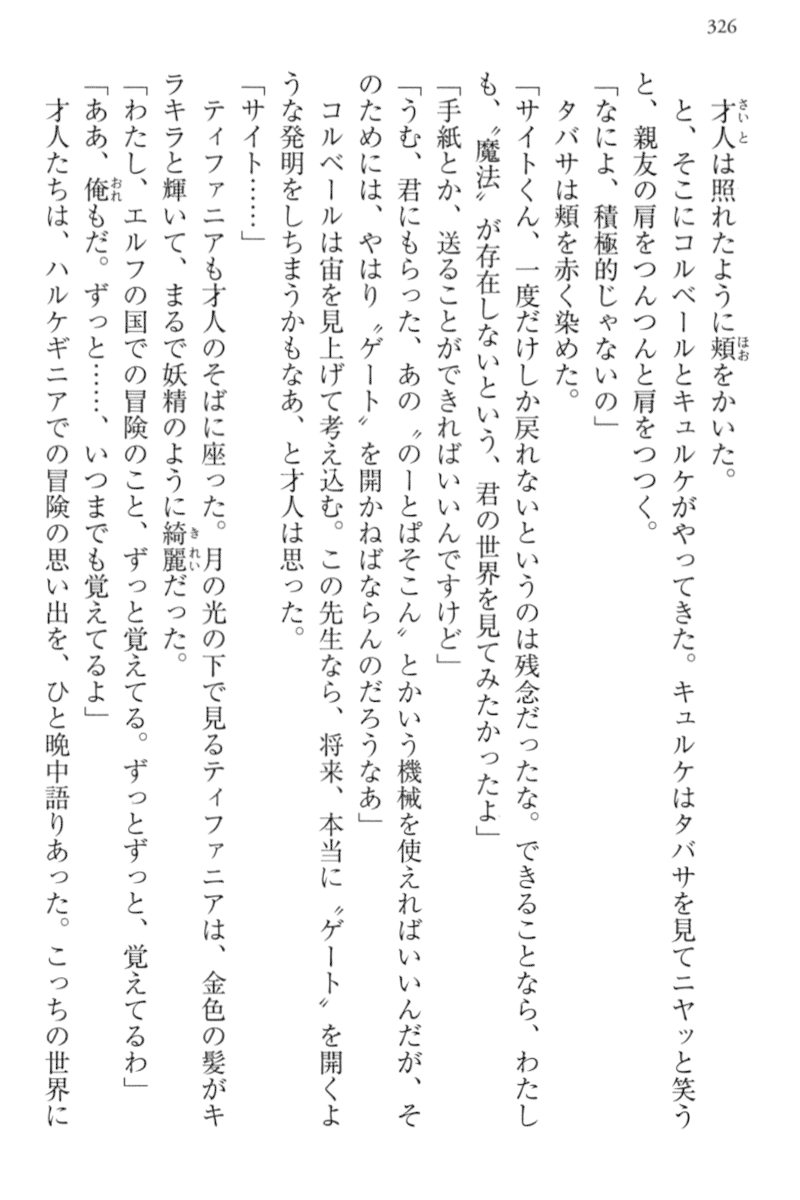 326
才人は照れたように頬をかいた。
と、そこにコルベールとキュルケがやってきた。キュルケはタバサを見てニヤッと笑う
と、親友の肩をつんつんと肩をつつく。
「なによ、積極的じゃないの」
タバサは頬を赤く染めた。
「サイトくん、一度だけしか戻れないというのは残念だったな。できることなら、わたし
も、〝魔法〟が存在しないという、君の世界を見てみたかったよ」
「手紙とか、送ることができればいいんですけど」
「うむ、君にもらった、あの〝のーとぱそこん〟とかいう機械を使えればいいんだが、そ
のためには、やはり〝ゲート〟を開かねばならんのだろうなあ」
コルベールは宙を見上げて考え込む。この先生なら、将来、本当に〝ゲート〟を開くよ
うな発明をしちまうかもなあ、と才人は思った。
「サイト……」
ティファニアも才人のそばに座った。月の光の下で見るティファニアは、金色の髪がキ
ラキラと輝いて、まるで妖精のように綺麗だった。
「わたし、エルフの国での冒険のこと、ずっと覚えてる。ずっとずっと、覚えてるわ」
「ああ、俺もだ。ずっと……、いつまでも覚えてるよ」
才人たちは、ハルケギニアでの冒険の思い出を、ひと晩中語りあった。こっちの世界に